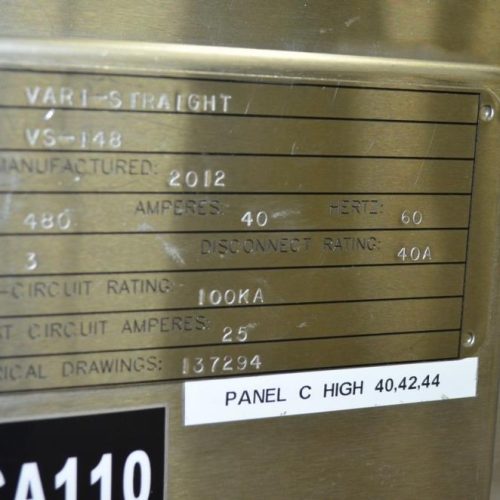 VARI-STRAIGHT
VS-148
MANUFACTURED: 2012
480 AMPERES: 40 HERTZ: 60
3 DISCONNECT RATING: 40A
-CIRCUIT RATING: 100KA
T CIRCUIT AMPERES: 25
RICAL DRAWINGS: 137294
PANEL C HIGH 40,42,44
CA110